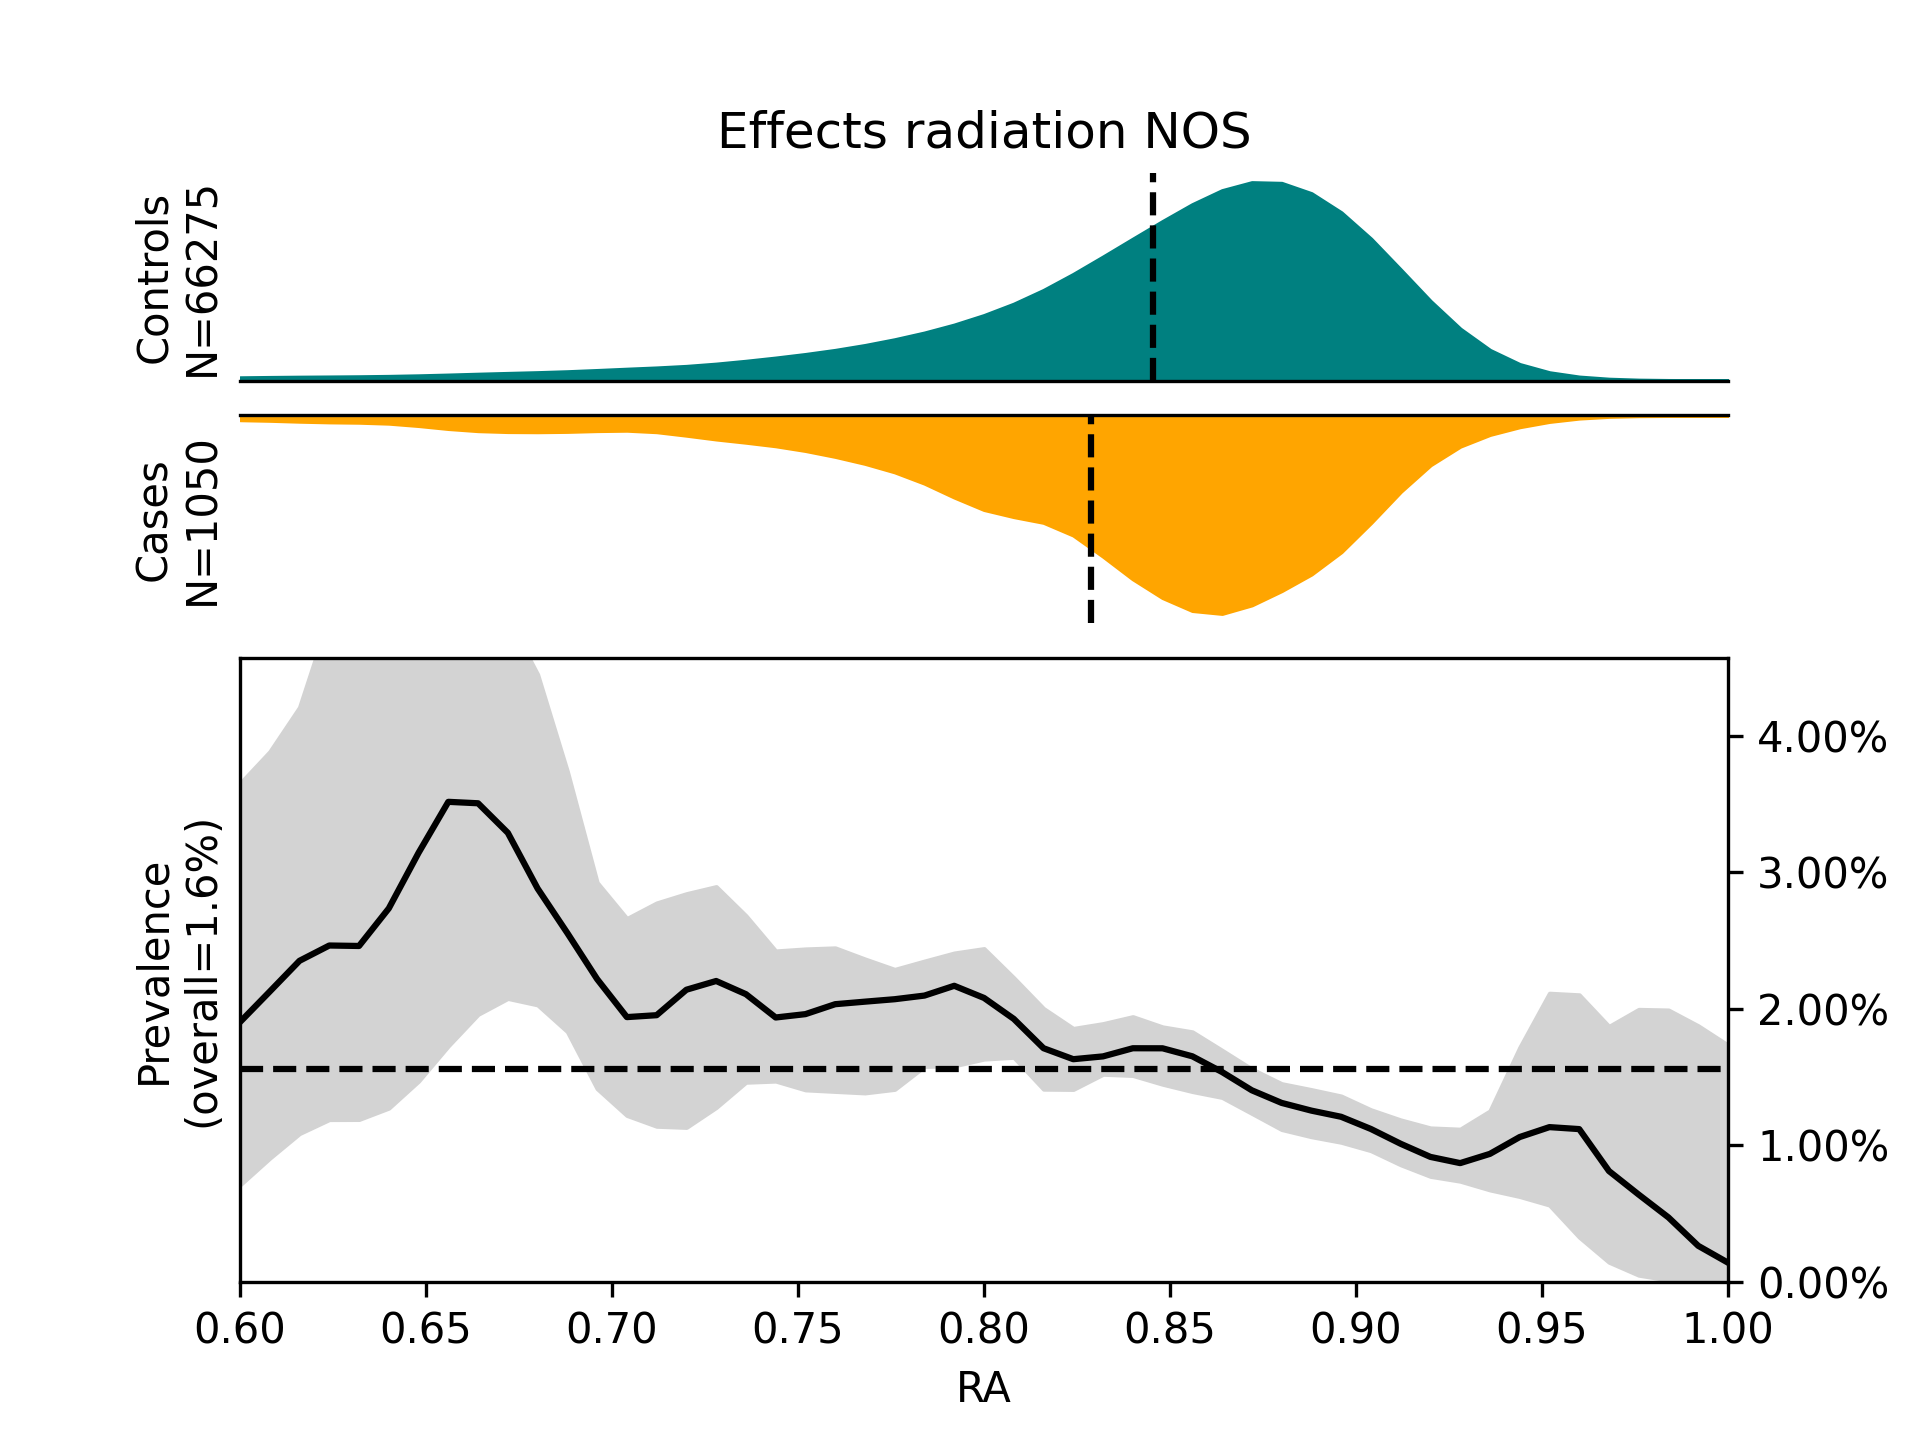 Effects radiation NOS
Controls
N=66275
Cases
N=1050
Prevalence
(overall=1.6%)
4.00%
3.00%
2.00%
1.00%
0.00%
0.60 0.65 0.70 0.75 0.80 0.85 0.90 0.95 1.00
RA